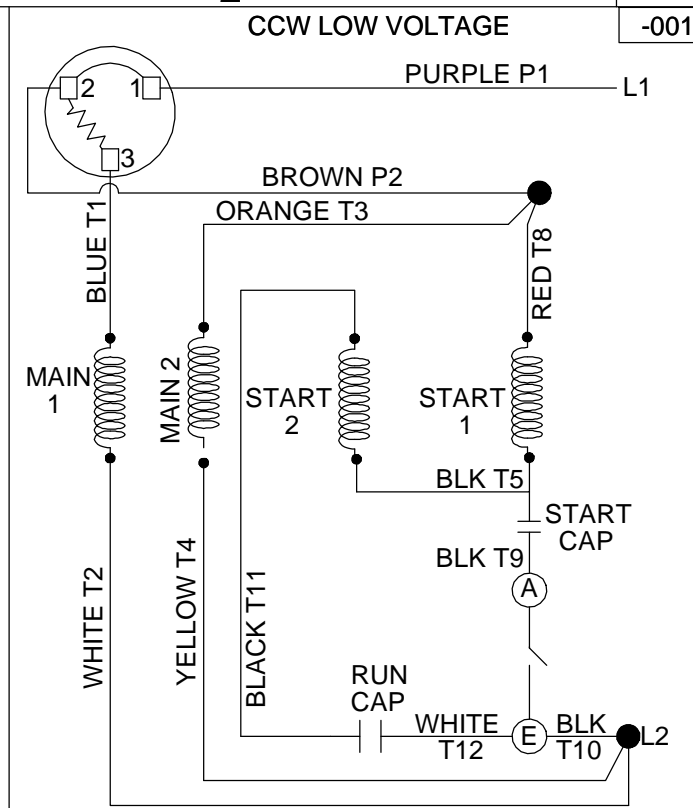 CCW LOW VOLTAGE
-001
2
1
PURPLE P1
L1
3
BROWN P2
ORANGE T3
BLUE T1
RED T8
MAIN
1
MAIN 2
START
2
START
1
BLK T5
START
CAP
BLK T9
A
WHITE T2
YELLOW T4
BLACK T11
RUN
CAP
WHITE
T12
E
BLK
T10
L2